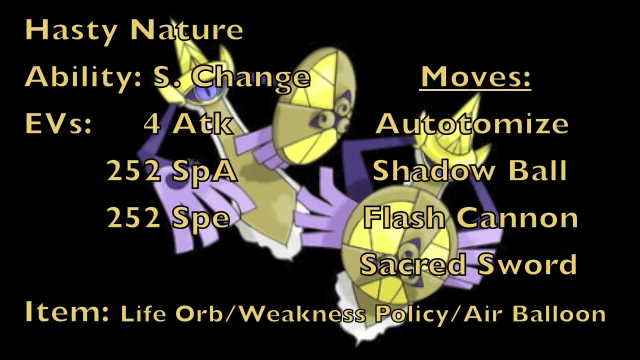 Hasty Nature
Ability: S. Change
EVs: 4 Atk
252 SpA
252 Spe
Moves:
Autotomize
Shadow Ball
Flash Cannon
Sacred Sword
Item: Life Orb/Weakness Policy/Air Balloon